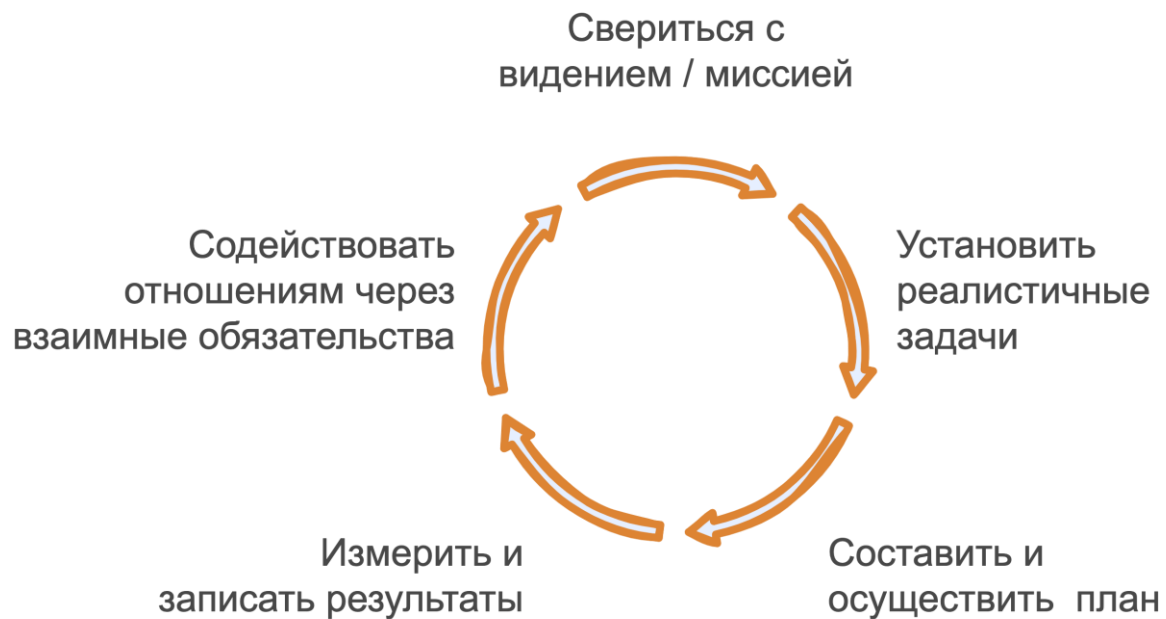 Свериться с
видением / миссией
Установить
реалистичные
задачи
Составить и
осуществить  план
Измерить и
записать результаты
Содействовать
отношениям через
взаимные обязательства